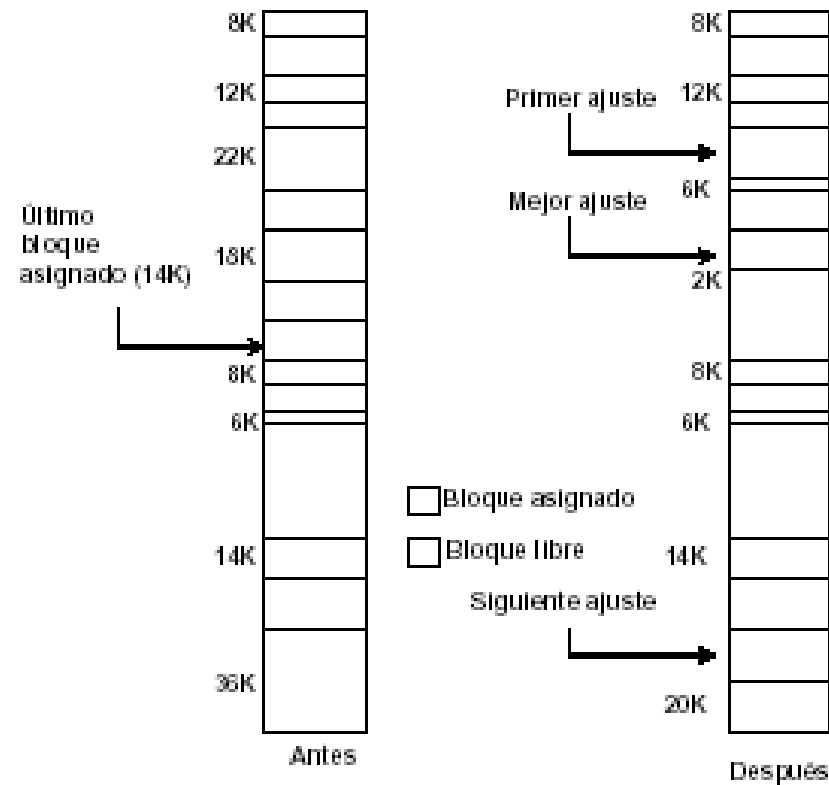 8K
12K
22K
Último
bloque
asignado (14K)
18K
8K
6K
14K
36K
Antes
Bloque asignado
Bloque libre
8K
Primer ajuste
12K
6K
Mejor ajuste
2K
8K
6K
14K
Siguiente ajuste
20K
Después